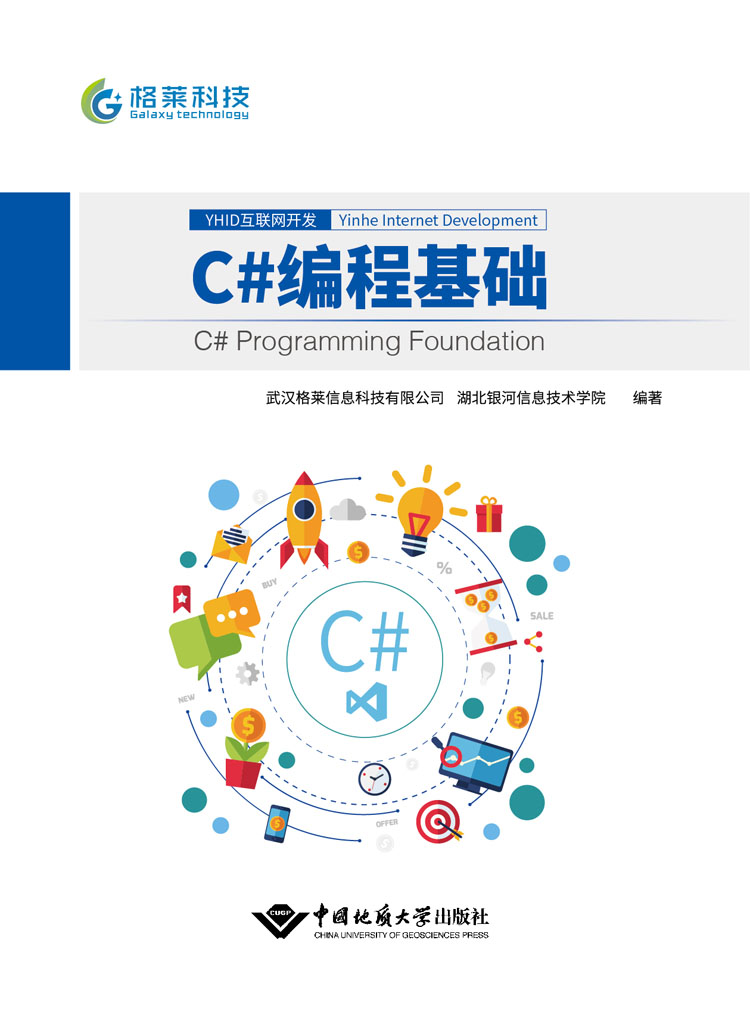 格莱科技
Galaxy technology
YHID互联网开发 Yinhe Internet Development
C#编程基础
C# Programming Foundation
武汉格莱信息科技有限公司 湖北银河信息技术学院 编著
%
BUY
SALE
C#
NEW
OFFER
CUGP
中国地质大学出版社
CHINA UNIVERSITY OF GEOSCIENCES PRESS